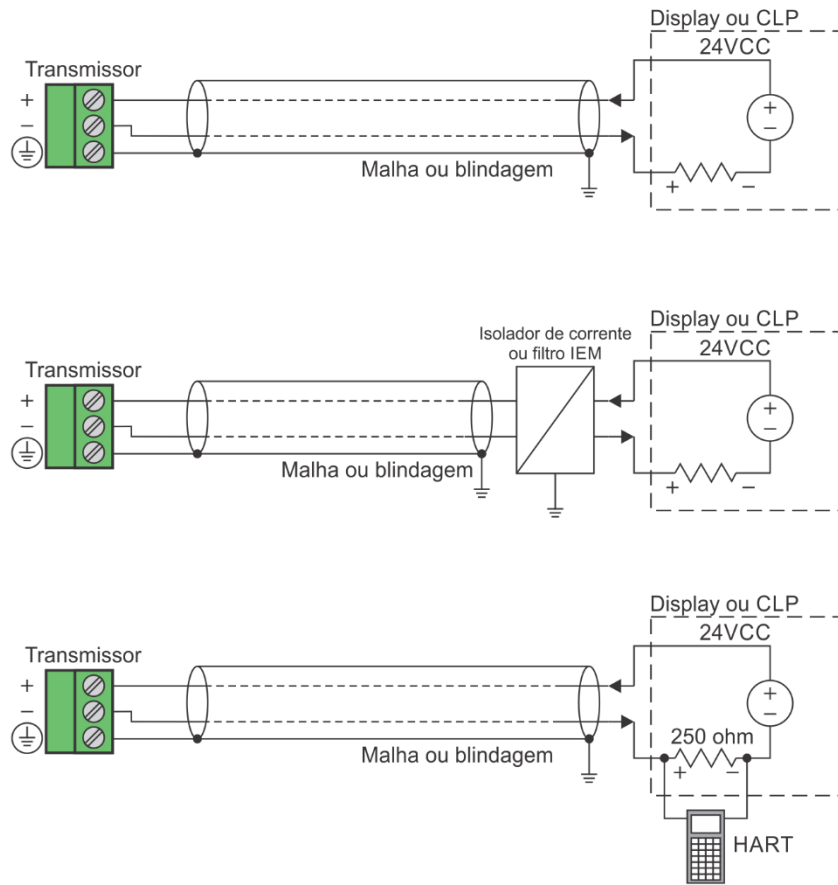 Display ou CLP
24VCC
Transmissor
+
−
+
−
Malha ou blindagem
+
−
Display ou CLP
24VCC
Isolador de corrente
ou filtro IEM
Transmissor
+
−
+
−
Malha ou blindagem
+
−
Display ou CLP
24VCC
Transmissor
+
−
+
−
250 ohm
Malha ou blindagem
+
−
HART